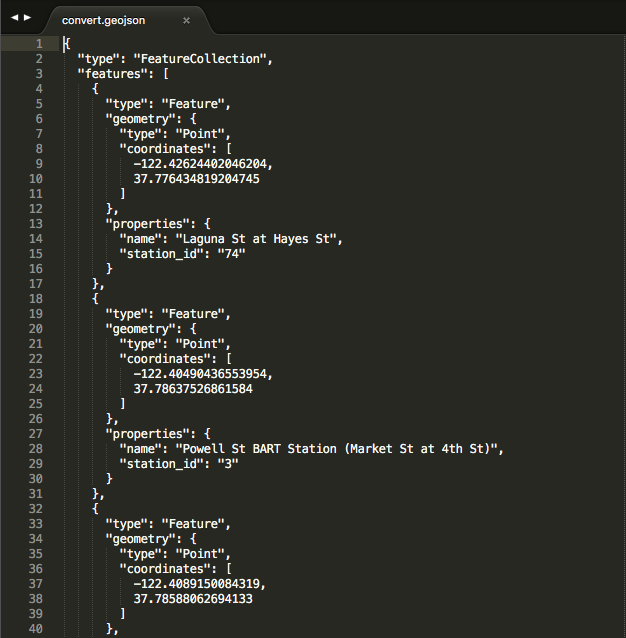 convert.geojson ×
1 {
2   "type": "FeatureCollection",
3   "features": [
4     {
5       "type": "Feature",
6       "geometry": {
7         "type": "Point",
8         "coordinates": [
9           -122.42624402046204,
10           37.776434819204745
11         ]
12       },
13       "properties": {
14         "name": "Laguna St at Hayes St",
15         "station_id": "74"
16       }
17     },
18     {
19       "type": "Feature",
20       "geometry": {
21         "type": "Point",
22         "coordinates": [
23           -122.40490436553954,
24           37.78637526861584
25         ]
26       },
27       "properties": {
28         "name": "Powell St BART Station (Market St at 4th St)",
29         "station_id": "3"
30       }
31     },
32     {
33       "type": "Feature",
34       "geometry": {
35         "type": "Point",
36         "coordinates": [
37           -122.4089150084319,
38           37.78588062694133
39         ]
40       },